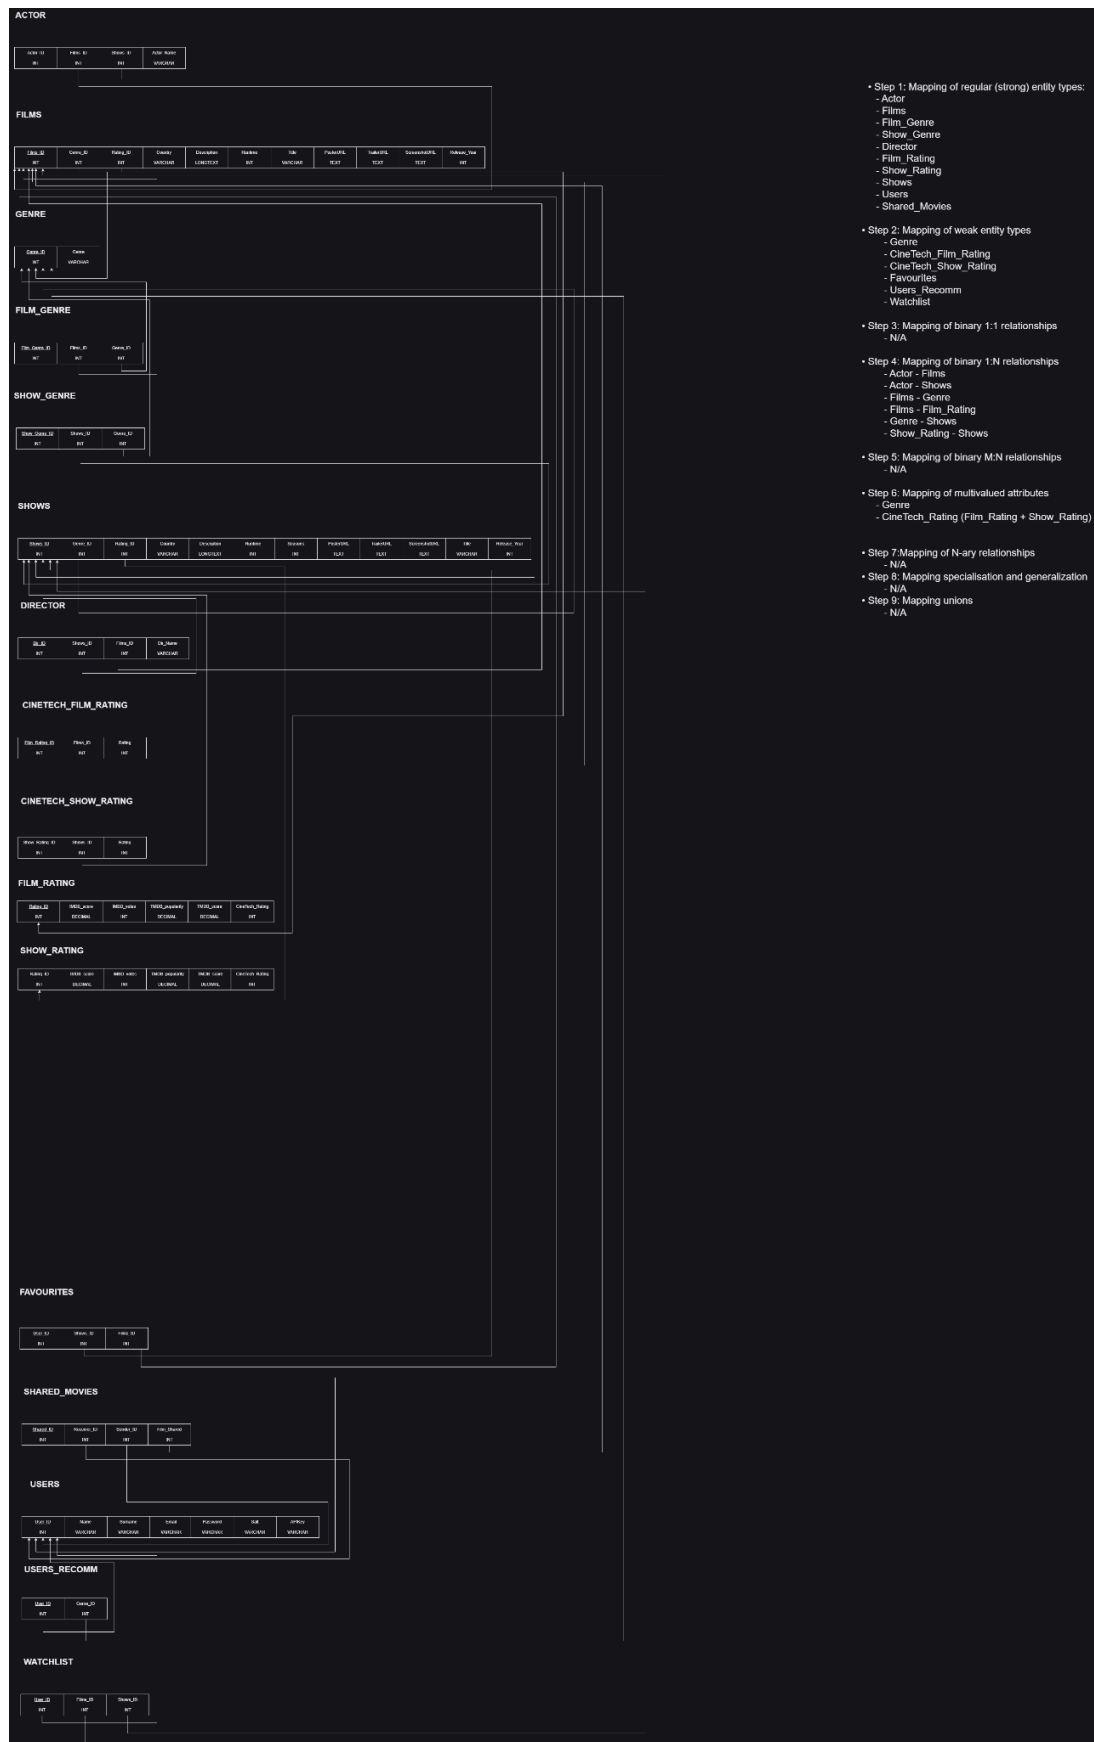 ACTOR
Actor_ID Films_ID Shows_ID Actor_Name
INT INT INT VARCHAR
FILMS
Films_ID Genre_ID Rating_ID Country Description Runtime Title PosterURL TrailerURL ScreenshotURL Release_Year
INT INT INT VARCHAR LONGTEXT INT VARCHAR TEXT TEXT TEXT INT
GENRE
Genre_ID Genre
INT VARCHAR
FILM_GENRE
Film_Genre_ID Films_ID Genre_ID
INT INT INT
SHOW_GENRE
Show_Genre_ID Shows_ID Genre_ID
INT INT INT
SHOWS
Shows_ID Genre_ID Rating_ID Country Description Runtime Seasons PosterURL TrailerURL ScreenshotURL Title Release_Year
INT INT INT VARCHAR LONGTEXT INT INT TEXT TEXT TEXT VARCHAR INT
DIRECTOR
Dir_ID Shows_ID Films_ID Dir_Name
INT INT INT VARCHAR
CINETECH_FILM_RATING
Film_Rating_ID Films_ID Rating
INT INT INT
CINETECH_SHOW_RATING
Show_Rating_ID Shows_ID Rating
INT INT INT
FILM_RATING
Rating_ID IMBD_votes TMDB_popularity CineTech_Rating
INT DECIMAL INT DECIMAL DECIMAL INT
SHOW_RATING
Rating_ID IMBD_votes TMDB_popularity CineTech_Rating
INT DECIMAL INT DECIMAL DECIMAL INT
FAVOURITES
User_ID Shows_ID Films_ID
INT INT INT
SHARED_MOVIES
Shared_ID Receiver_ID Sender_ID Film_Shared
INT INT INT INT
USERS
User_ID Name Surname Email Password Salt APIKey
INT VARCHAR VARCHAR VARCHAR VARCHAR VARCHAR VARCHAR
USERS_RECOMM
User_ID Genre_ID
INT INT
WATCHLIST
User_ID Films_ID Shows_ID
INT INT INT
• Step 1: Mapping of regular (strong) entity types:
- Actor
- Films
- Film_Genre
- Show_Genre
- Director
- Film_Rating
- Show_Rating
- Shows
- Users
- Shared_Movies
• Step 2: Mapping of weak entity types
- Genre
- CineTech_Film_Rating
- CineTech_Show_Rating
- Favourites
- Users_Recomm
- Watchlist
• Step 3: Mapping of binary 1:1 relationships
- N/A
• Step 4: Mapping of binary 1:N relationships
- Actor - Films
- Actor - Shows
- Films - Genre
- Films - Film_Rating
- Genre - Shows
- Show_Rating - Shows
• Step 5: Mapping of binary M:N relationships
- N/A
• Step 6: Mapping of multivalued attributes
- Genre
- CineTech_Rating (Film_Rating + Show_Rating)
• Step 7:Mapping of N-ary relationships
- N/A
• Step 8: Mapping specialisation and generalization
- N/A
• Step 9: Mapping unions
- N/A